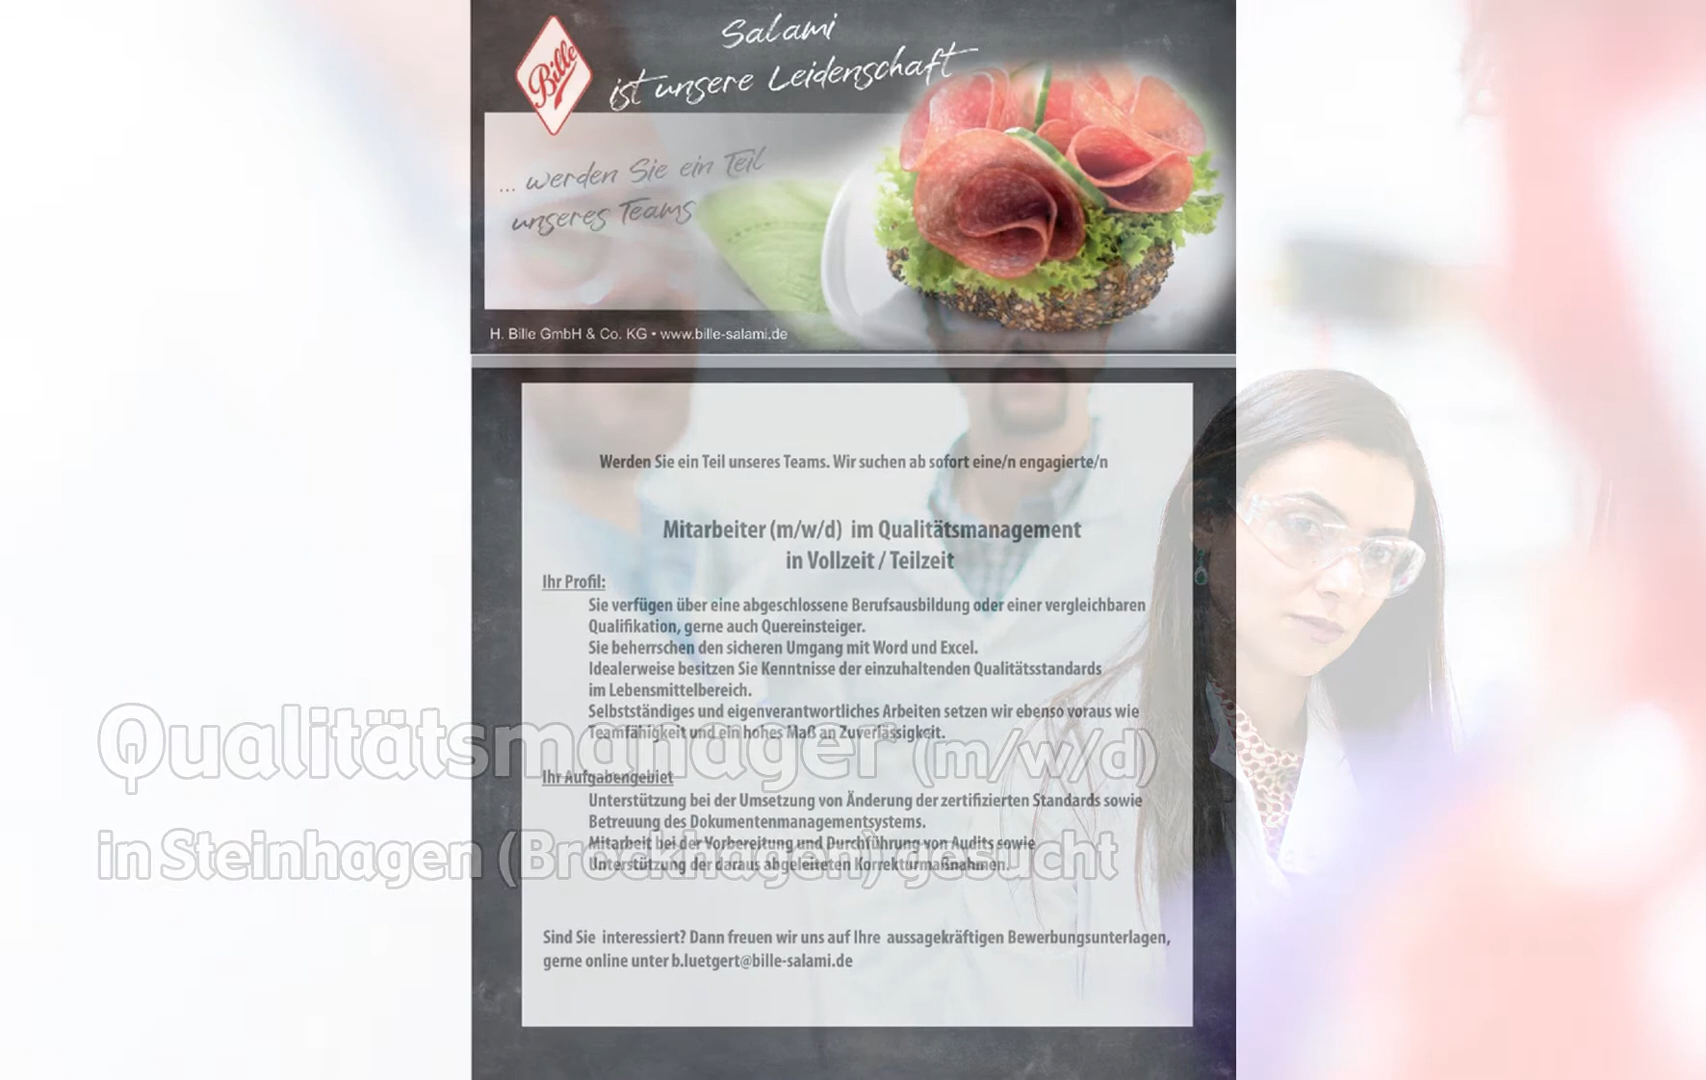 Bille
Salami
ist unsere Leidenschaft
... werden Sie ein Teil
unseres Teams
H. Bille GmbH & Co. KG • www.bille-salami.de
Werden Sie ein Teil unseres Teams. Wir suchen ab sofort eine/n engagierte/n
Mitarbeiter (m/w/d) im Qualitätsmanagement
in Vollzeit / Teilzeit
Ihr Profil:
Sie verfügen über eine abgeschlossene Berufsausbildung oder einer vergleichbaren
Qualifikation, gerne auch Quereinsteiger.
Sie beherrschen den sicheren Umgang mit Word und Excel.
Idealerweise besitzen Sie Kenntnisse der einzuhaltenden Qualitätsstandards
im Lebensmittelbereich.
Selbstständiges und eigenverantwortliches Arbeiten setzen wir ebenso voraus wie
Teamfähigkeit und ein hohes Maß an Zuverlässigkeit.
Qualitätsmanager (m/w/d)
in Steinhagen (Brockhagen) gesucht
Ihr Aufgabengebiet
Unterstützung bei der Umsetzung von Änderung der zertifizierten Standards sowie
Betreuung des Dokumentenmanagementsystems.
Mitarbeit bei der Vorbereitung und Durchführung von Audits sowie
Unterstützung der daraus abgeleiteten Korrekturmaßnahmen.
Sind Sie interessiert? Dann freuen wir uns auf Ihre aussagekräftigen Bewerbungsunterlagen,
gerne online unter b.luetgert@bille-salami.de